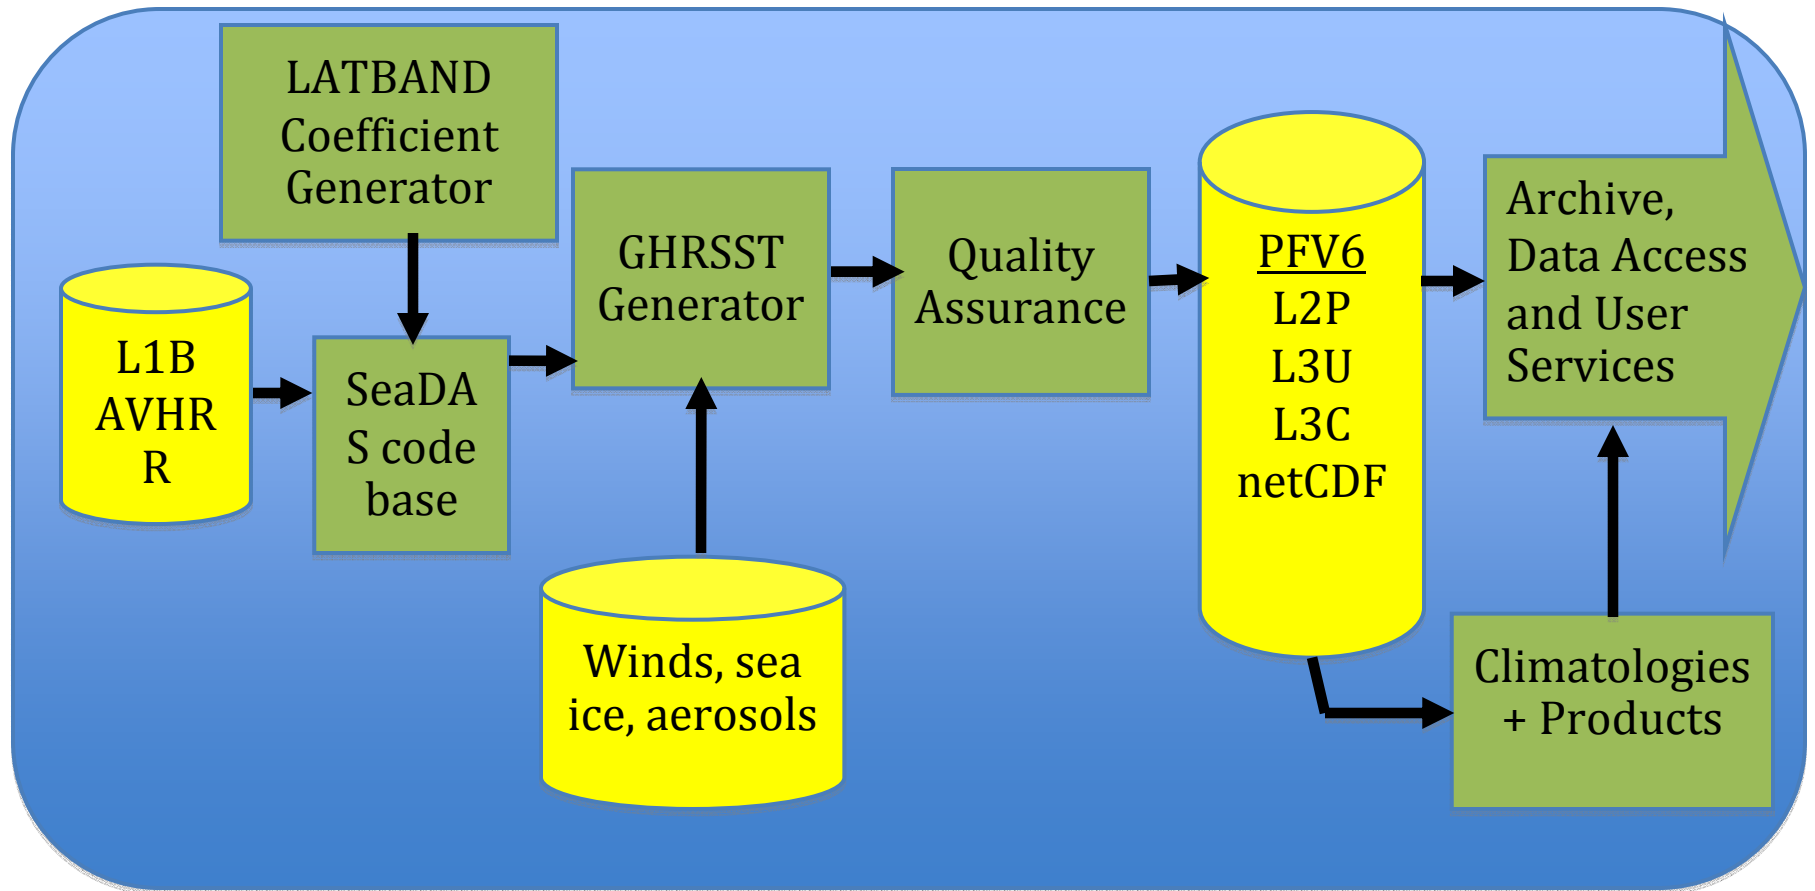 LATBAND
Coefficient
Generator
L1B
AVHR
R
SeaDA
S code
base
GHRSST
Generator
Winds, sea
ice, aerosols
Quality
Assurance
PFV6
L2P
L3U
L3C
netCDF
Archive,
Data Access
and User
Services
Climatologies
+ Products